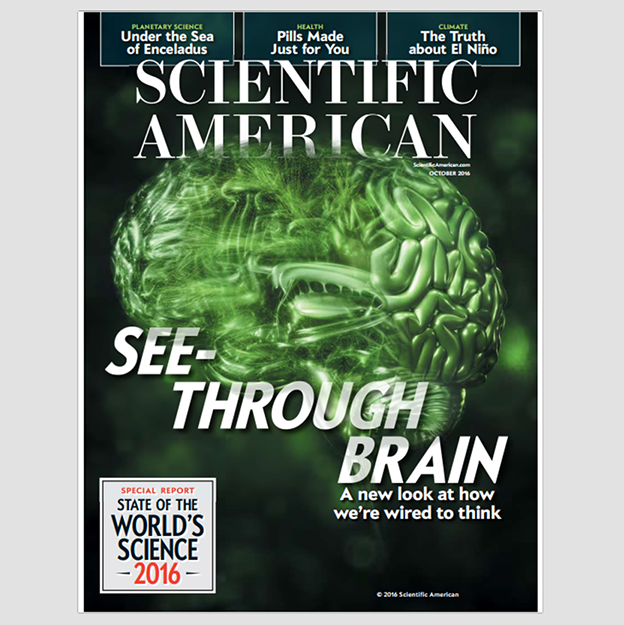 PLANETARY SCIENCE
Under the Sea
of Enceladus
HEALTH
Pills Made
Just for You
CLIMATE
The Truth
about El Niño
SCIENTIFIC
AMERICAN
ScientificAmerican.com
OCTOBER 2016
SEE-
THROUGH
BRAIN
A new look at how
we're wired to think
SPECIAL REPORT
STATE OF THE
WORLD'S
SCIENCE
2016
© 2016 Scientific American